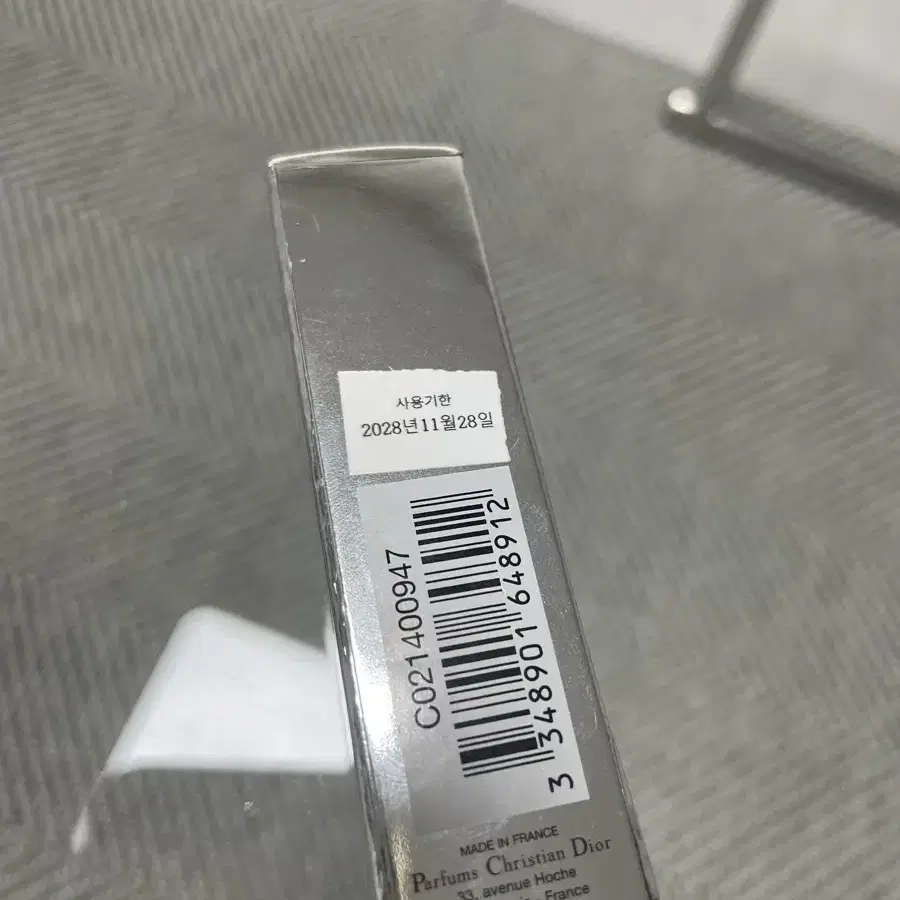 사용기한
2028년11월28일
C021400947
3 348901 648912
MADE IN FRANCE
Parfums Christian Dior
33, avenue Hoche
France